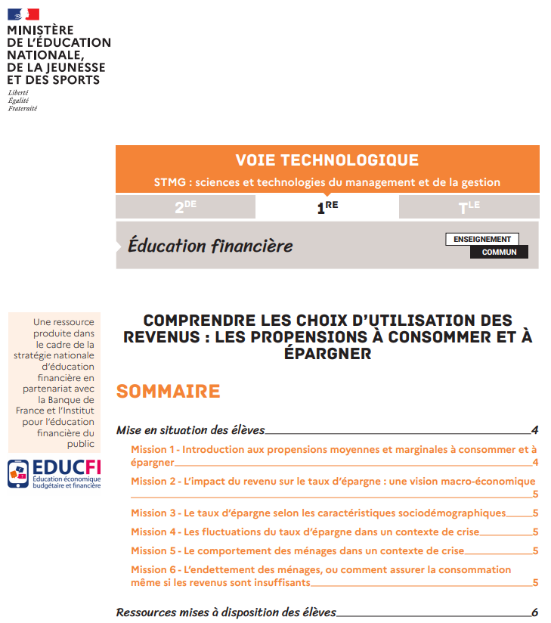 MINISTÈRE
DE L'ÉDUCATION
NATIONALE,
DE LA JEUNESSE
ET DES SPORTS
Liberté
Égalité
Fraternité
VOIE TECHNOLOGIQUE
STMG : sciences et technologies du management et de la gestion
2DE
1RE
TLE
Éducation financière
ENSEIGNEMENT
COMMUN
Une ressource
produite dans
le cadre de la
stratégie nationale
d'éducation
financière en
partenariat avec
la Banque de
France et l'Institut
pour l'éducation
financière du
public
EDUCFI
Éducation économique
budgétaire et financière
COMPRENDRE LES CHOIX D'UTILISATION DES
REVENUS : LES PROPENSIONS À CONSOMMER ET À
ÉPARGNER
SOMMAIRE
Mise en situation des élèves 4
Mission 1 - Introduction aux propensions moyennes et marginales à consommer et à
épargner 4
Mission 2 - L'impact du revenu sur le taux d'épargne : une vision macro-économique
5
Mission 3 - Le taux d'épargne selon les caractéristiques sociodémographiques 5
Mission 4 - Les fluctuations du taux d'épargne dans un contexte de crise 5
Mission 5 - Le comportement des ménages dans un contexte de crise 5
Mission 6 - L'endettement des ménages, ou comment assurer la consommation
même si les revenus sont insuffisants 5
Ressources mises à disposition des élèves 6